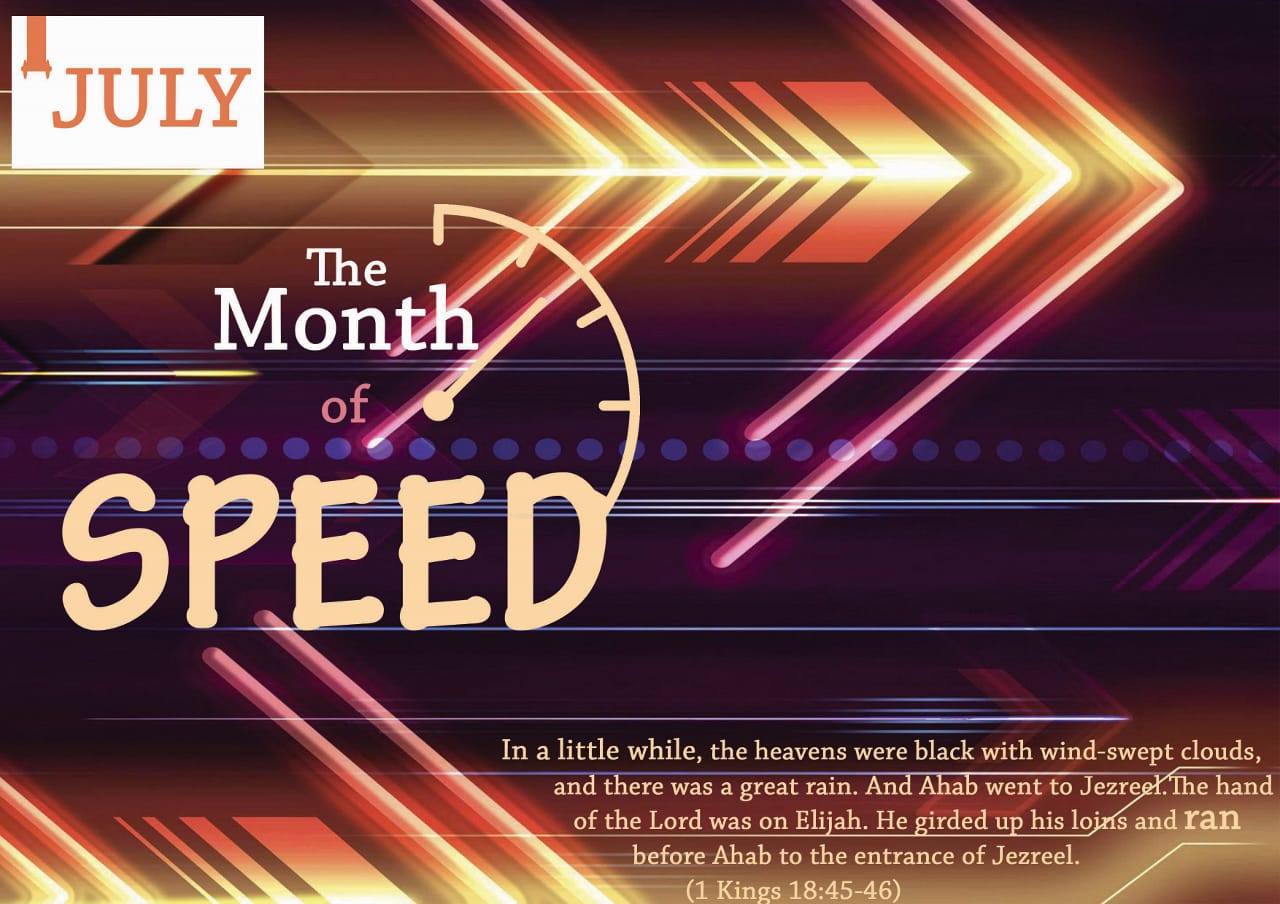 JULY
The
Month
of
SPEED
In a little while, the heavens were black with wind-swept clouds,
and there was a great rain. And Ahab went to Jezreel.The hand
of the Lord was on Elijah. He girded up his loins and ran
before Ahab to the entrance of Jezreel.
(1 Kings 18:45-46)